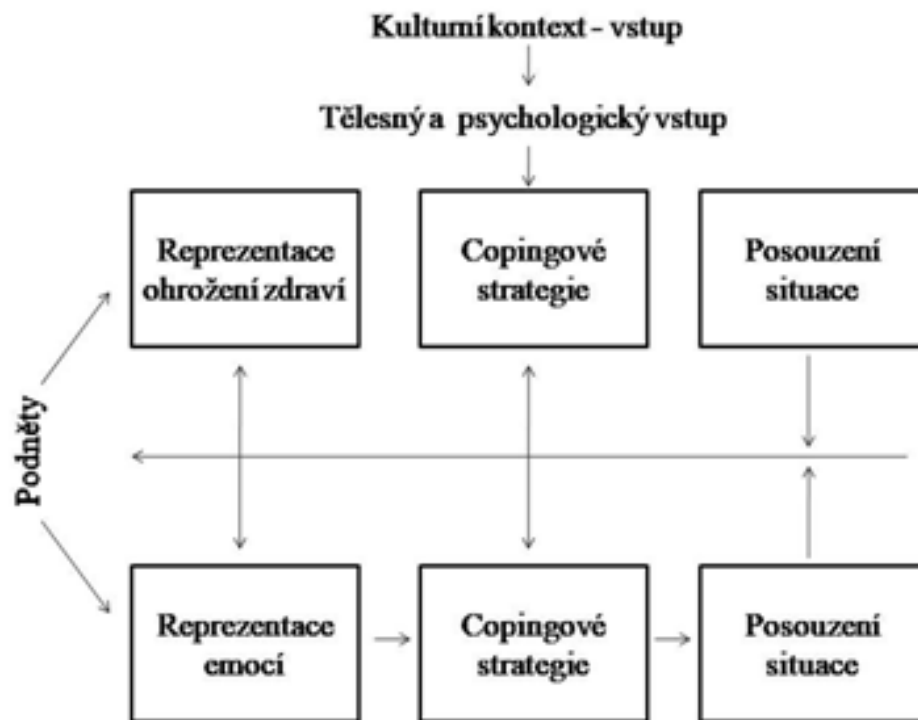 Kulturní kontext – vstup
Tělesný a psychologický vstup
Reprezentace
ohrožení zdraví
Copingové
strategie
Posouzení
situace
Podněty
Reprezentace
emocí
Copingové
strategie
Posouzení
situace